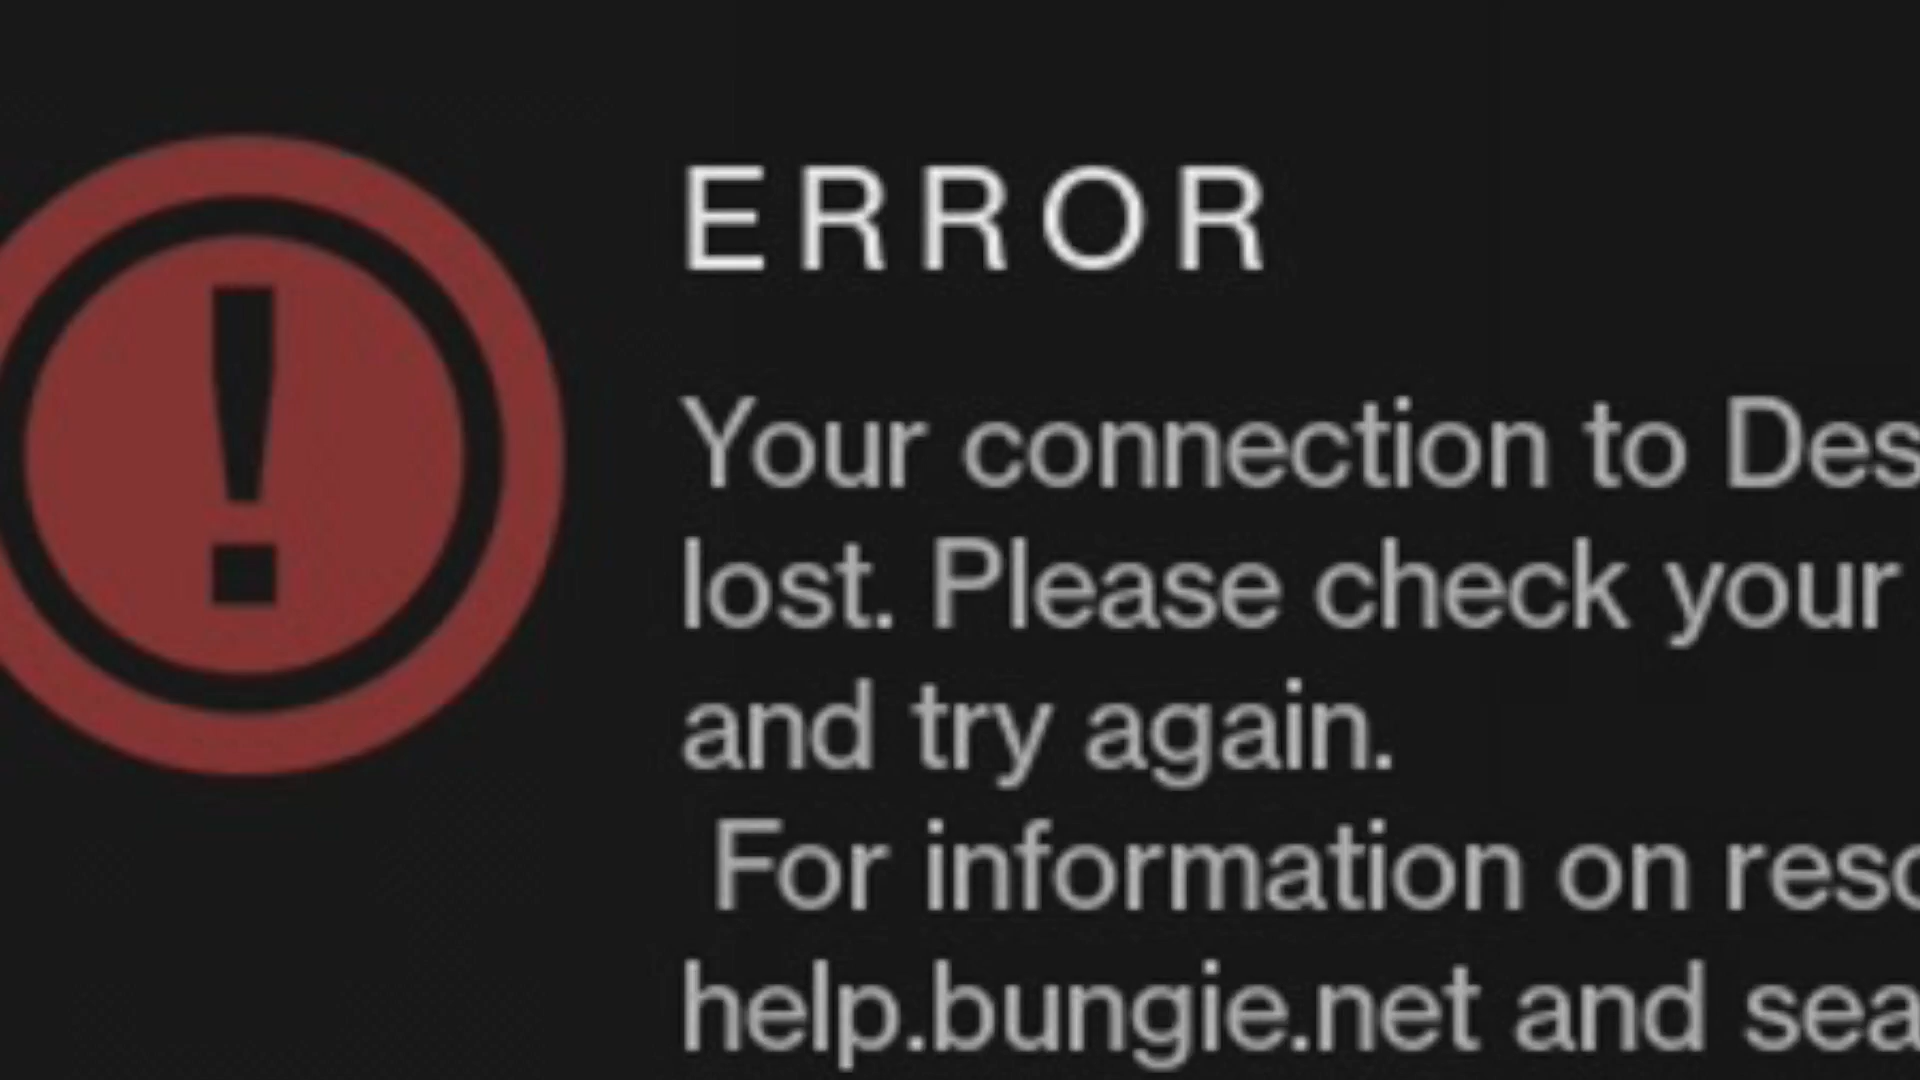 ERROR
Your connection to Des
lost. Please check your
and try again.
For information on reso
help.bungie.net and sea